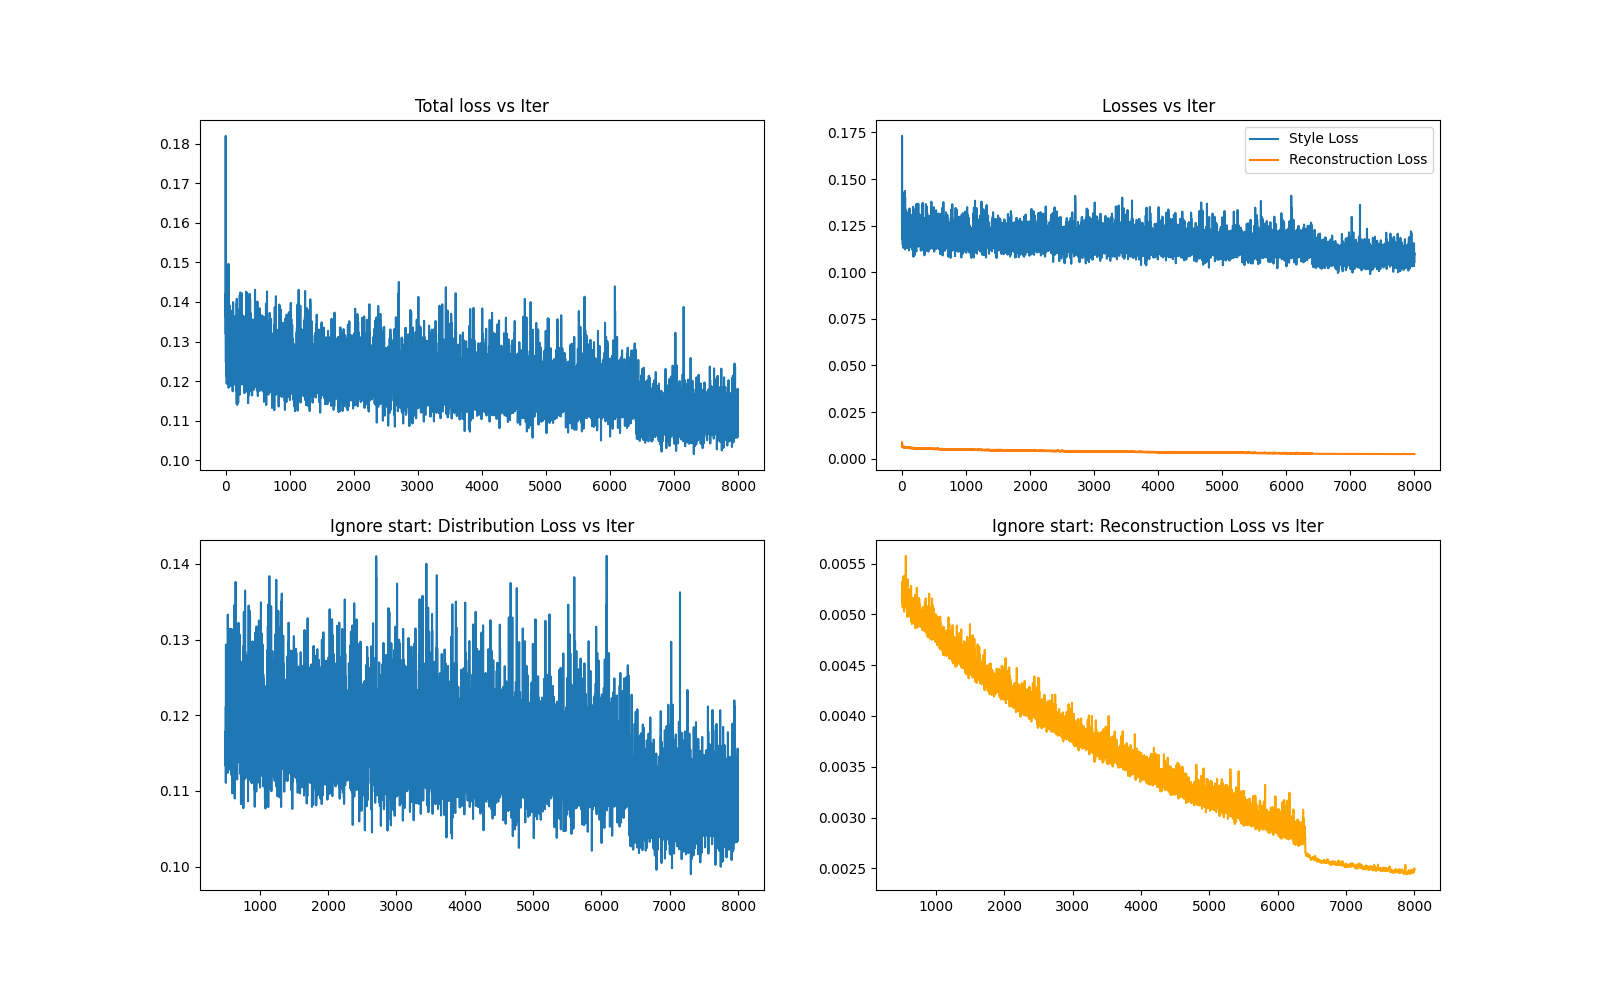 Total loss vs Iter
0.18
0.17
0.16
0.15
0.14
0.13
0.12
0.11
0.10
0 1000 2000 3000 4000 5000 6000 7000 8000
Losses vs Iter
Style Loss
Reconstruction Loss
0.175
0.150
0.125
0.100
0.075
0.050
0.025
0.000
0 1000 2000 3000 4000 5000 6000 7000 8000
Ignore start: Distribution Loss vs Iter
0.14
0.13
0.12
0.11
0.10
1000 2000 3000 4000 5000 6000 7000 8000
Ignore start: Reconstruction Loss vs Iter
0.0055
0.0050
0.0045
0.0040
0.0035
0.0030
0.0025
1000 2000 3000 4000 5000 6000 7000 8000